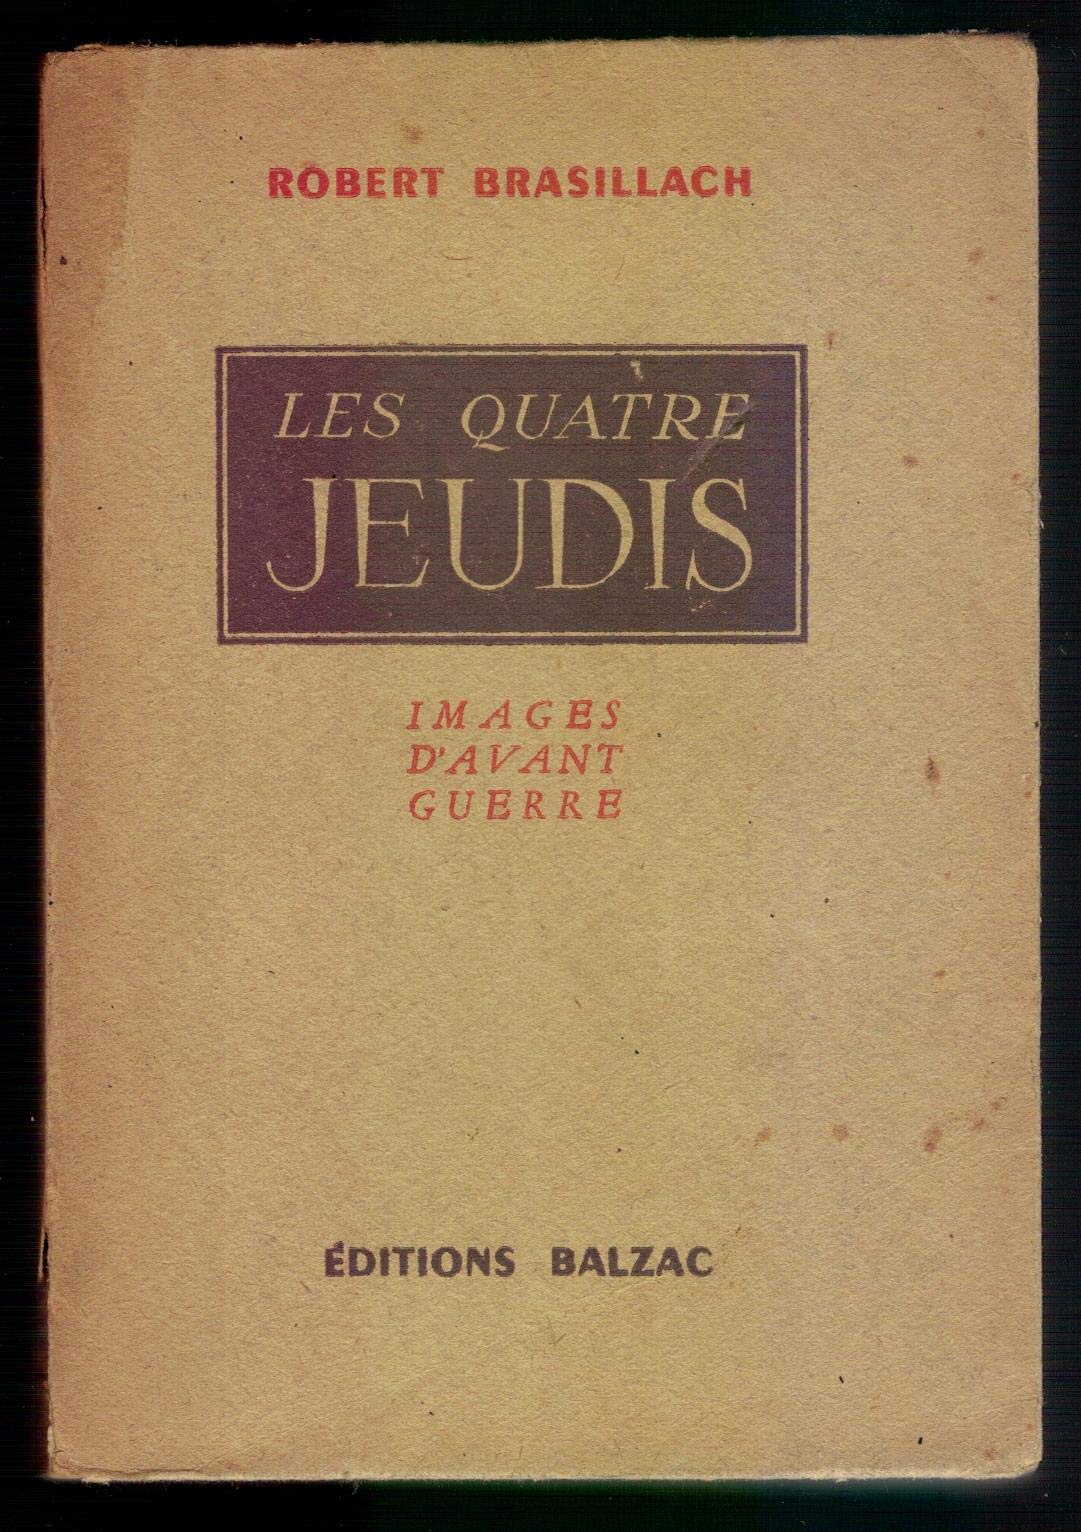 ROBERT BRASILLACH
LES QUATRE
JEUDIS
IMAGES
D'AVANT
GUERRE
ÉDITIONS BALZAC